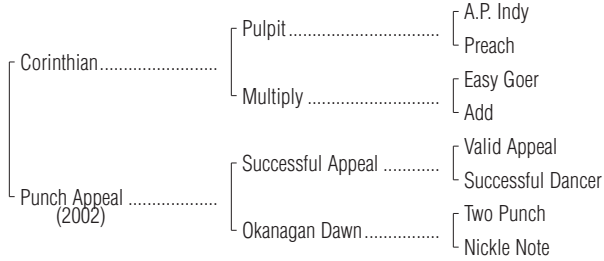 A.P. Indy
Pulpit
Preach
Corinthian
Easy Goer
Multiply
Add
Valid Appeal
Successful Appeal
Successful Dancer
Punch Appeal
(2002)
Two Punch
Okanagan Dawn
Nickle Note